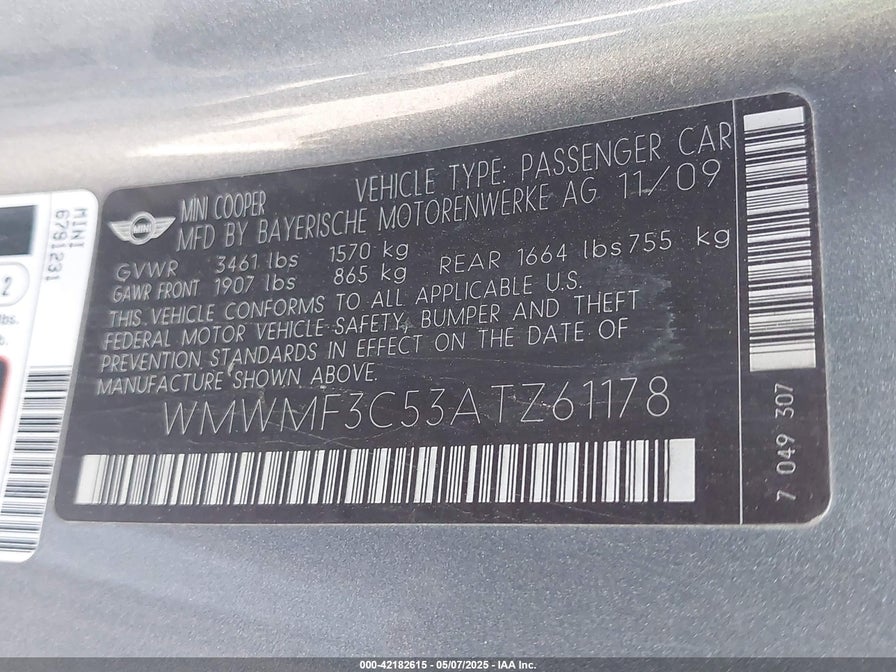 VEHICLE TYPE: PASSENGER CAR
MINI COOPER
MFD BY BAYERISCHE MOTORENWERKE AG 11/09
MINI
GVWR 3461 lbs 1570 kg
GAWR FRONT 1907 lbs 865 kg REAR 1664 lbs 755 kg
THIS VEHICLE CONFORMS TO ALL APPLICABLE U.S.
FEDERAL MOTOR VEHICLE SAFETY, BUMPER AND THEFT
PREVENTION STANDARDS IN EFFECT ON THE DATE OF
MANUFACTURE SHOWN ABOVE.
WMWMF3C53ATZ61178
7 049 307
MINI
6791231
2
lbs.
b.
000-42182615 - 05/07/2025 - IAA Inc.